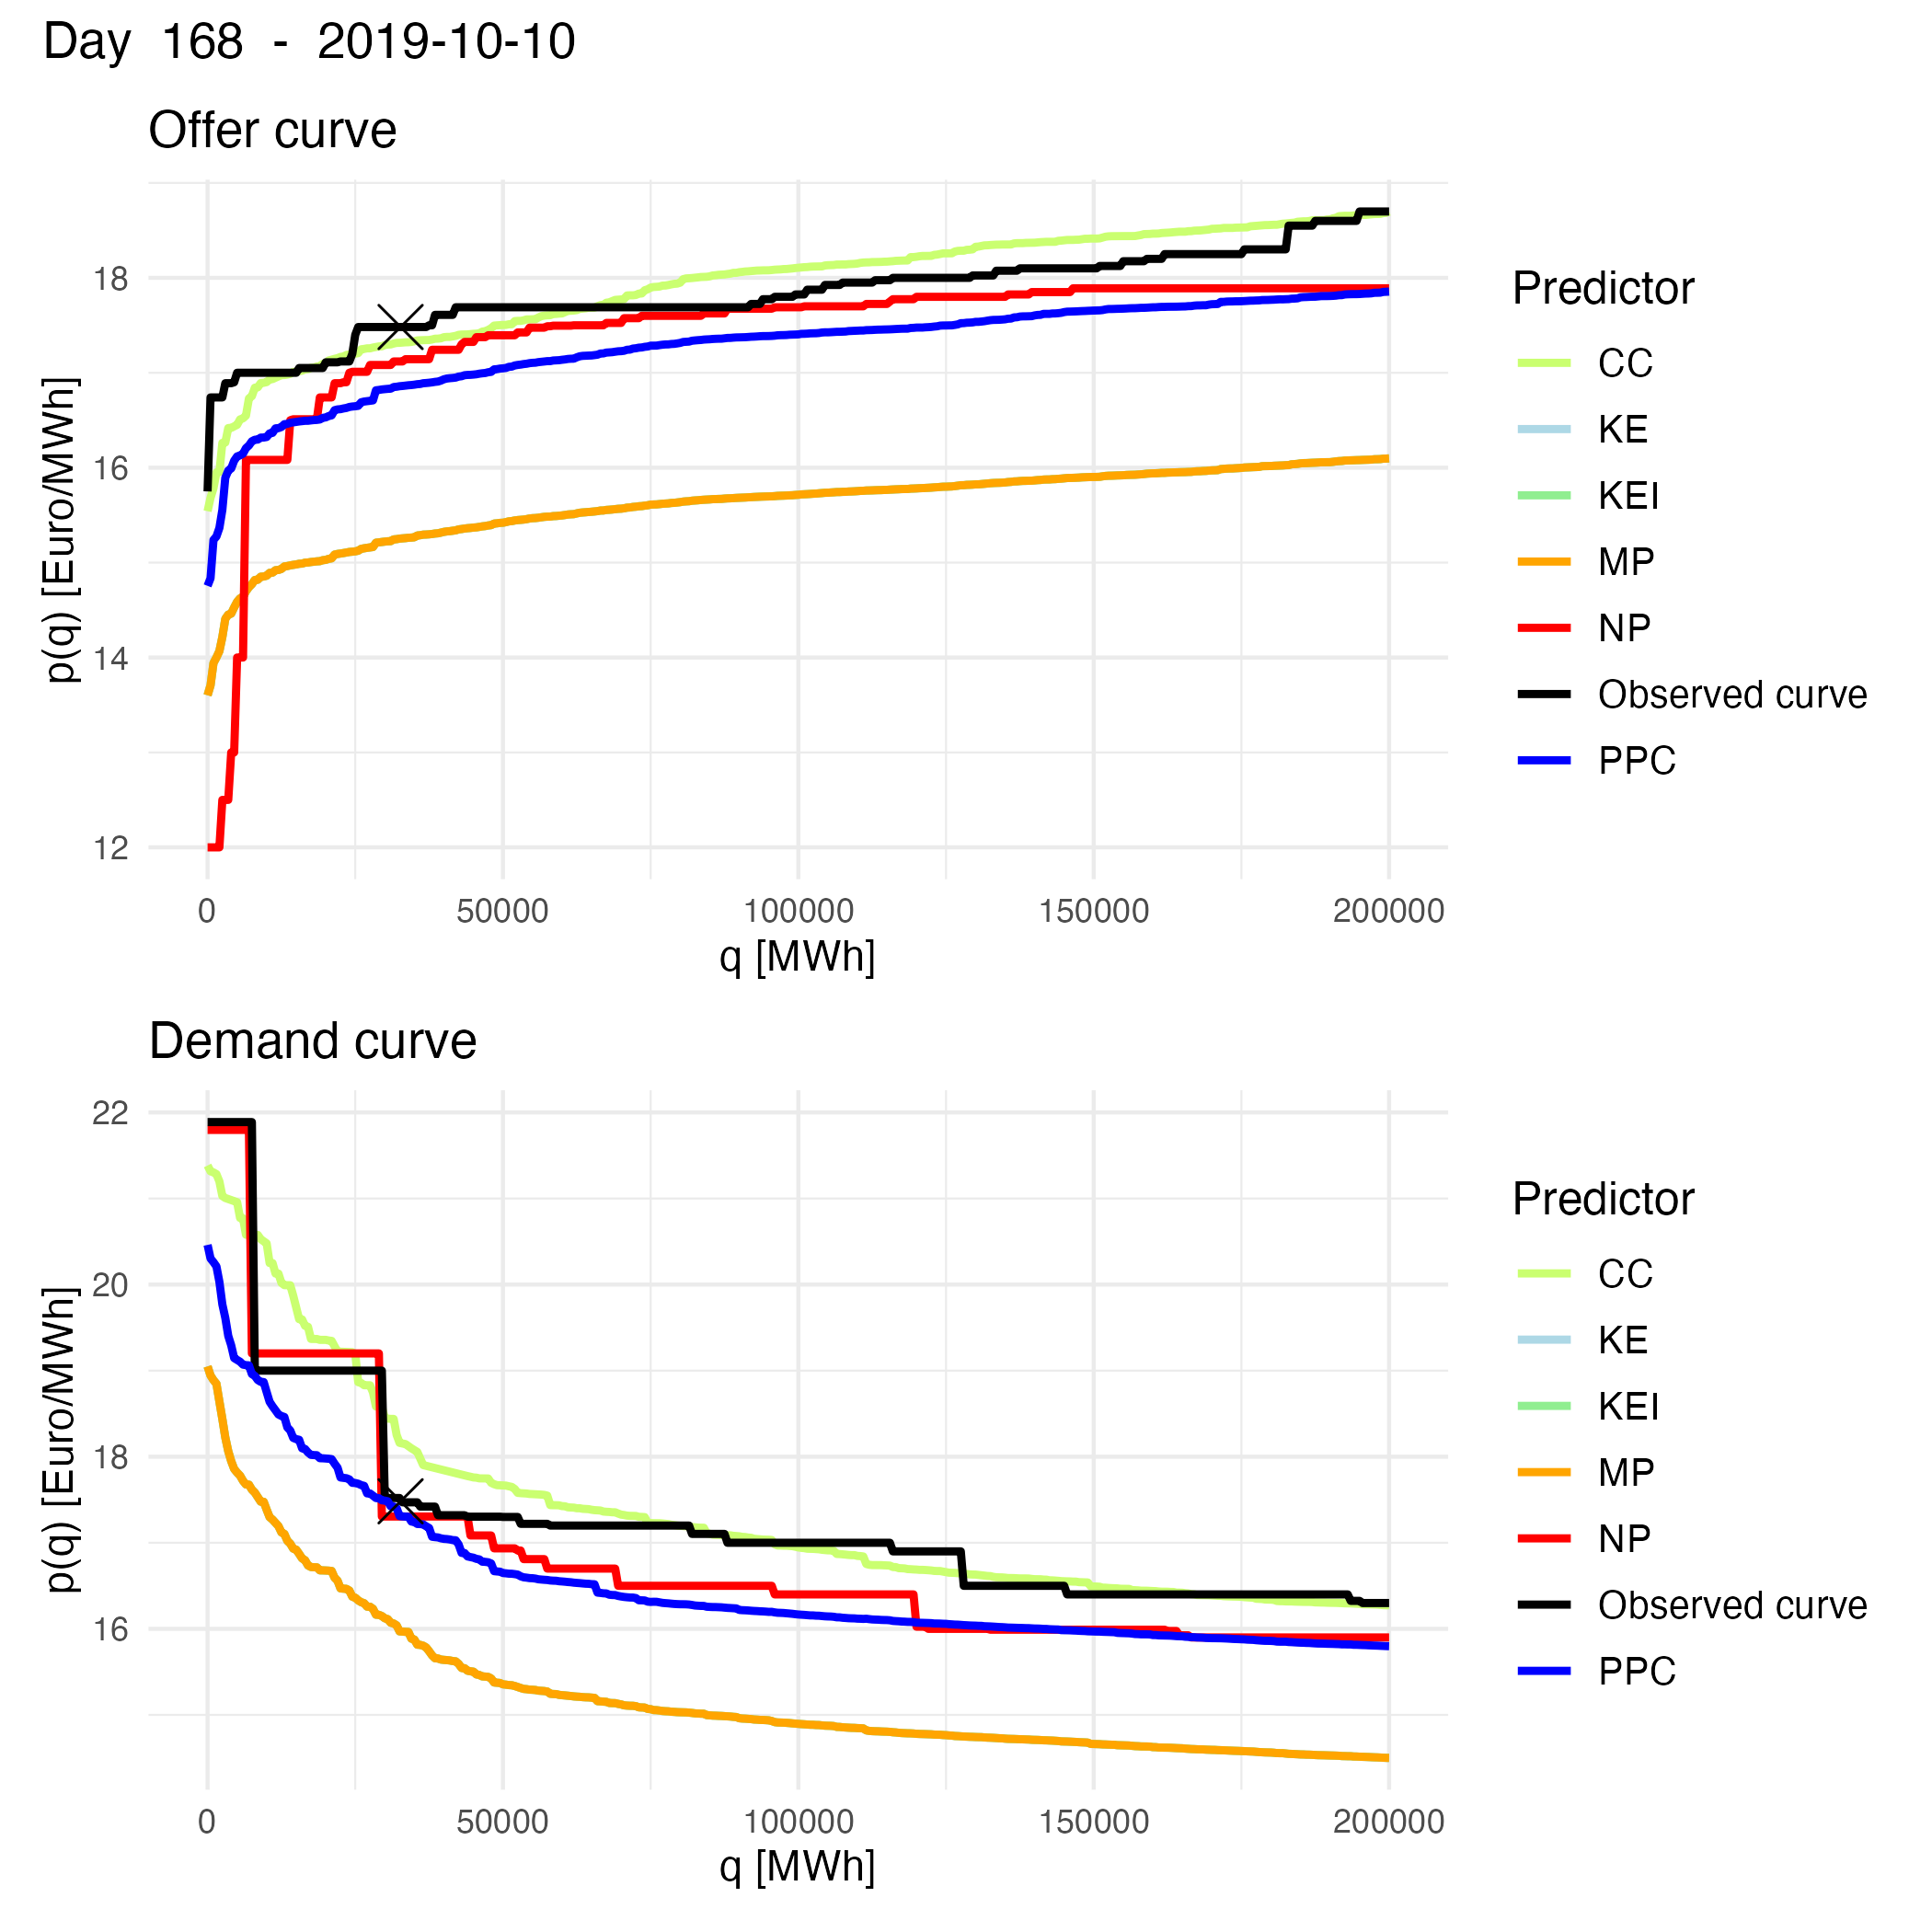 Day 168 - 2019-10-10
Offer curve
p(q) [Euro/MWh]
18
16
14
12
0 50000 100000 150000 200000
q [MWh]
Predictor
CC
KE
KEI
MP
NP
Observed curve
PPC
Demand curve
p(q) [Euro/MWh]
22
20
18
16
0 50000 100000 150000 200000
q [MWh]
Predictor
CC
KE
KEI
MP
NP
Observed curve
PPC